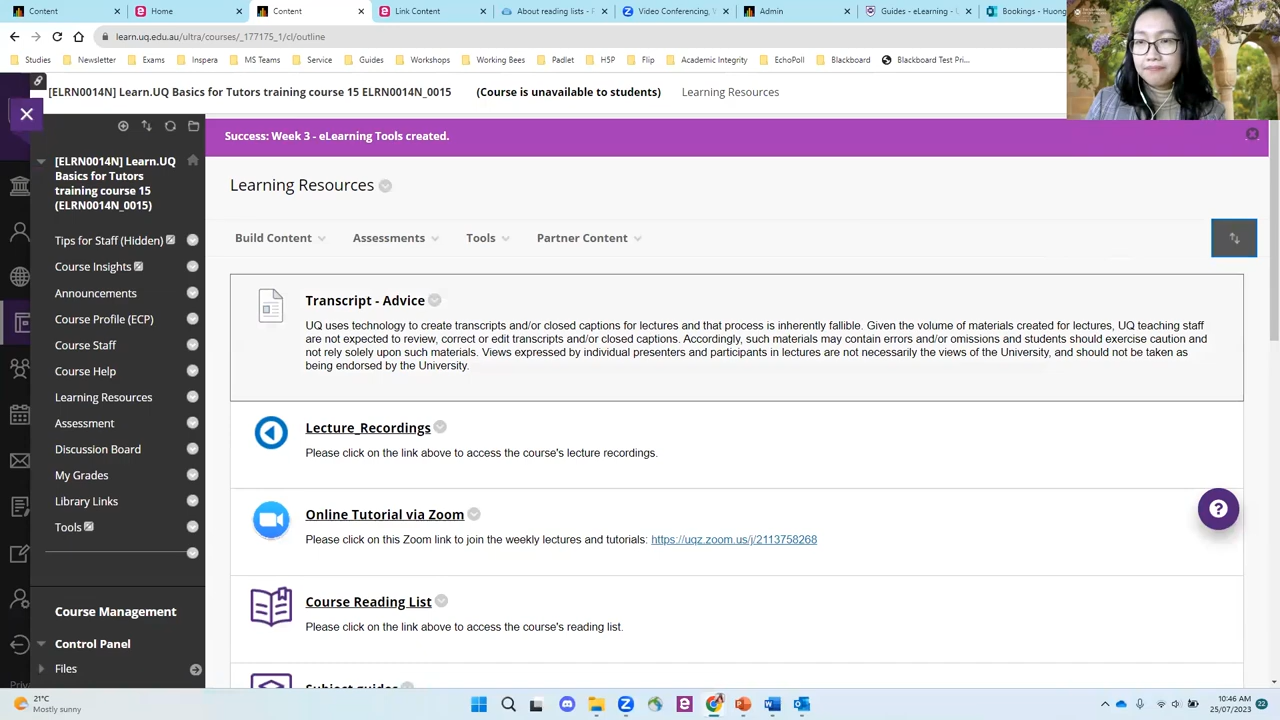 Content
Home
Content
Link Content
About reading lists - F
Video Conferencing, 
Admin
Guides - eLearning - U
Bookings - Huong
learn.uq.edu.au/ultra/courses/_177175_1/cl/outline
Studies
Newsletter
Exams
Inspera
MS Teams
Service
Guides
Workshops
Working Bees
Padlet
H5P
Flip
Academic Integrity
EchoPoll
Blackboard
Blackboard Test Pri...
[ELRN0014N] Learn.UQ Basics for Tutors training course 15 ELRN0014N_0015
(Course is unavailable to students)
Learning Resources
Success: Week 3 - eLearning Tools created.
[ELRN0014N] Learn.UQ
Basics for Tutors
training course 15
(ELRN0014N_0015)
Tips for Staff (Hidden)
Course Insights
Announcements
Course Profile (ECP)
Course Staff
Course Help
Learning Resources
Assessment
Discussion Board
My Grades
Library Links
Tools
Course Management
Control Panel
Files
Learning Resources
Build Content
Assessments
Tools
Partner Content
Transcript - Advice
UQ uses technology to create transcripts and/or closed captions for lectures and that process is inherently fallible. Given the volume of materials created for lectures, UQ teaching staff
are not expected to review, correct or edit transcripts and/or closed captions. Accordingly, such materials may contain errors and/or omissions and students should exercise caution and
not rely solely upon such materials. Views expressed by individual presenters and participants in lectures are not necessarily the views of the University, and should not be taken as
being endorsed by the University.
Lecture_Recordings
Please click on the link above to access the course's lecture recordings.
Online Tutorial via Zoom
Please click on this Zoom link to join the weekly lectures and tutorials: https://uqz.zoom.us/j/2113758268
Course Reading List
Please click on the link above to access the course's reading list.
Subject guides
?
Priv
21°C
Mostly sunny
10:46 AM
25/07/2023
22